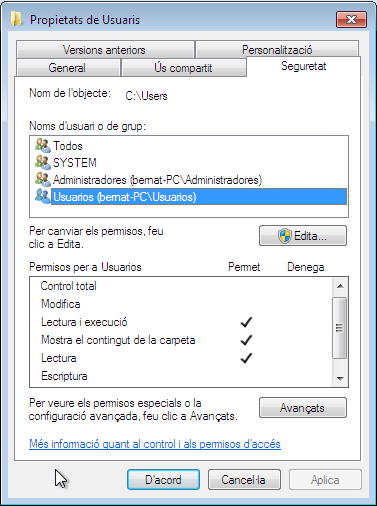 Propietats de Usuaris
Versions anteriors
Personalització
General
Ús compartit
Seguretat
Nom de l'objecte: C:\Users
Noms d'usuari o de grup:
Todos
SYSTEM
Administradores (bernat-PC\Administradores)
Usuarios (bernat-PC\Usuarios)
Per canviar els permisos, feu
clic a Edita.
Edita...
Permisos per a Usuarios Permet Denega
Control total
Modifica
Lectura i execució
Mostra el contingut de la carpeta
Lectura
Escriptura
Per veure els permisos especials o la
configuració avançada, feu clic a Avançats.
Avançats
Més informació quant al control i als permisos d'accés
D'acord
Cancel·la
Aplica